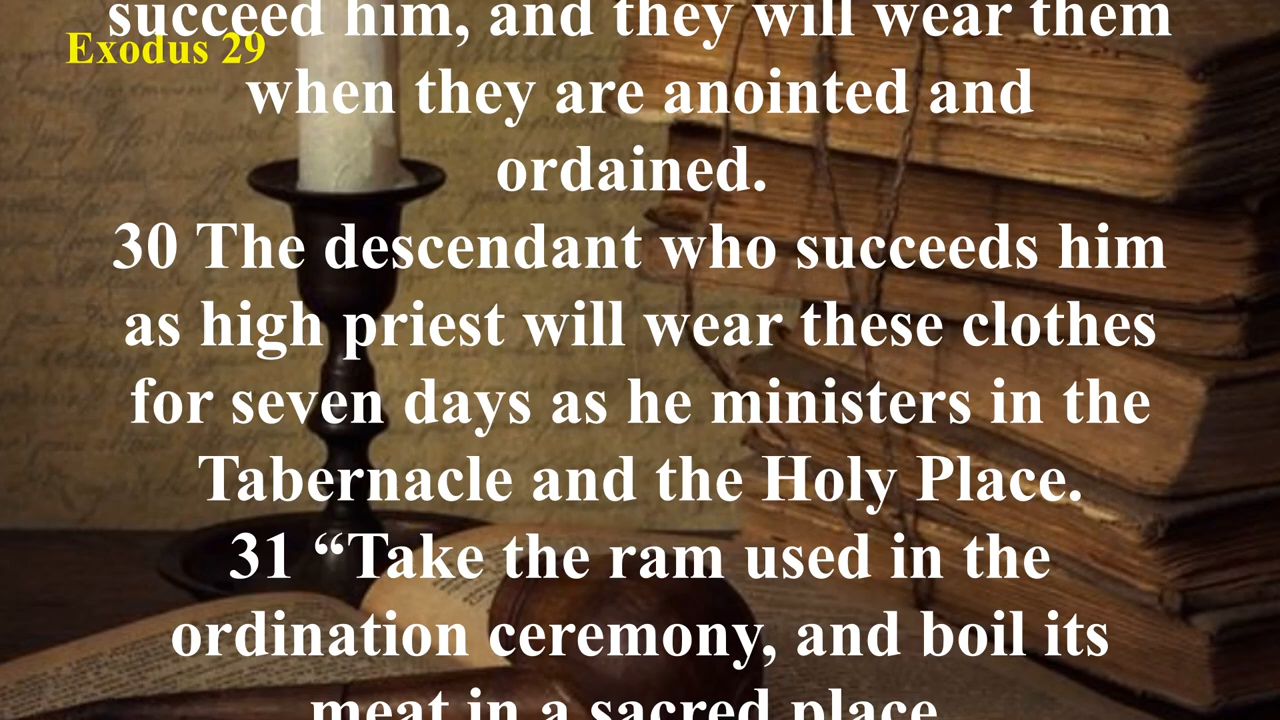 succeed him, and they will wear them
Exodus 29
when they are anointed and
ordained.
30 The descendant who succeeds him
as high priest will wear these clothes
for seven days as he ministers in the
Tabernacle and the Holy Place.
31 “Take the ram used in the
ordination ceremony, and boil its
meat in a sacred place.